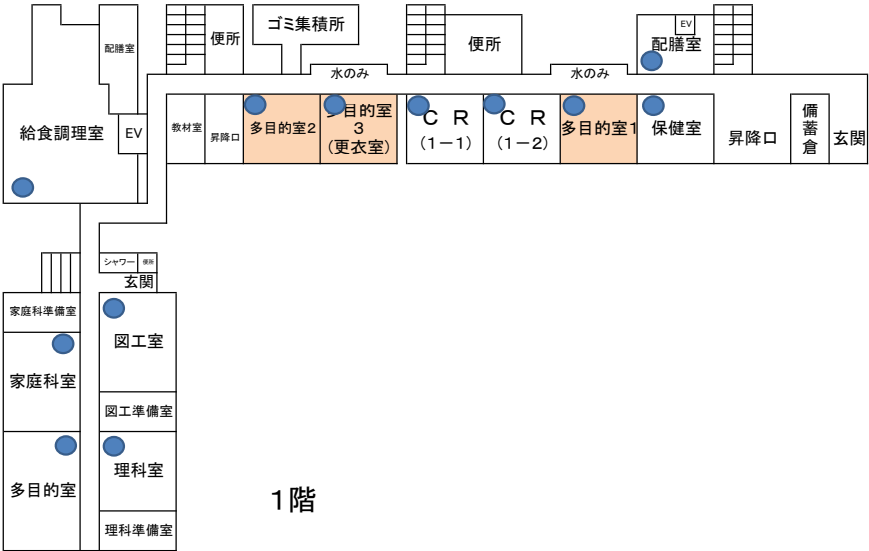 配膳室
便所
ゴミ集積所
便所
EV
配膳室
水のみ
水のみ
給食調理室
EV
教材室
昇降口
多目的室2
多目的室
3
(更衣室)
C R
(1-1)
C R
(1-2)
多目的室1
保健室
昇降口
備蓄倉
玄関
シャワー
便所
玄関
家庭科準備室
図工室
家庭科室
図工準備室
多目的室
理科室
理科準備室
1階